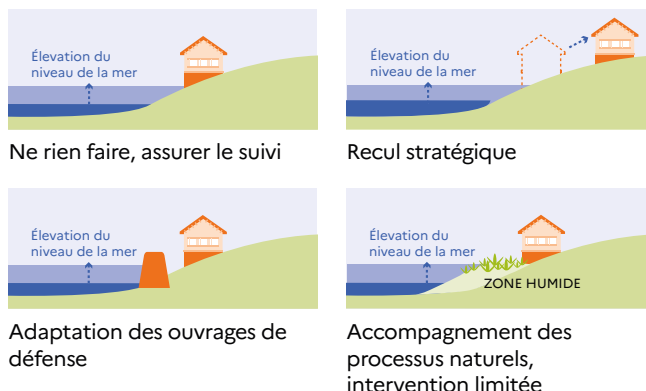 Élevation du
niveau de la mer
Ne rien faire, assurer le suivi
Élevation du
niveau de la mer
Recul stratégique
Élevation du
niveau de la mer
Adaptation des ouvrages de
défense
Élevation du
niveau de la mer
ZONE HUMIDE
Accompagnement des
processus naturels,
intervention limitée